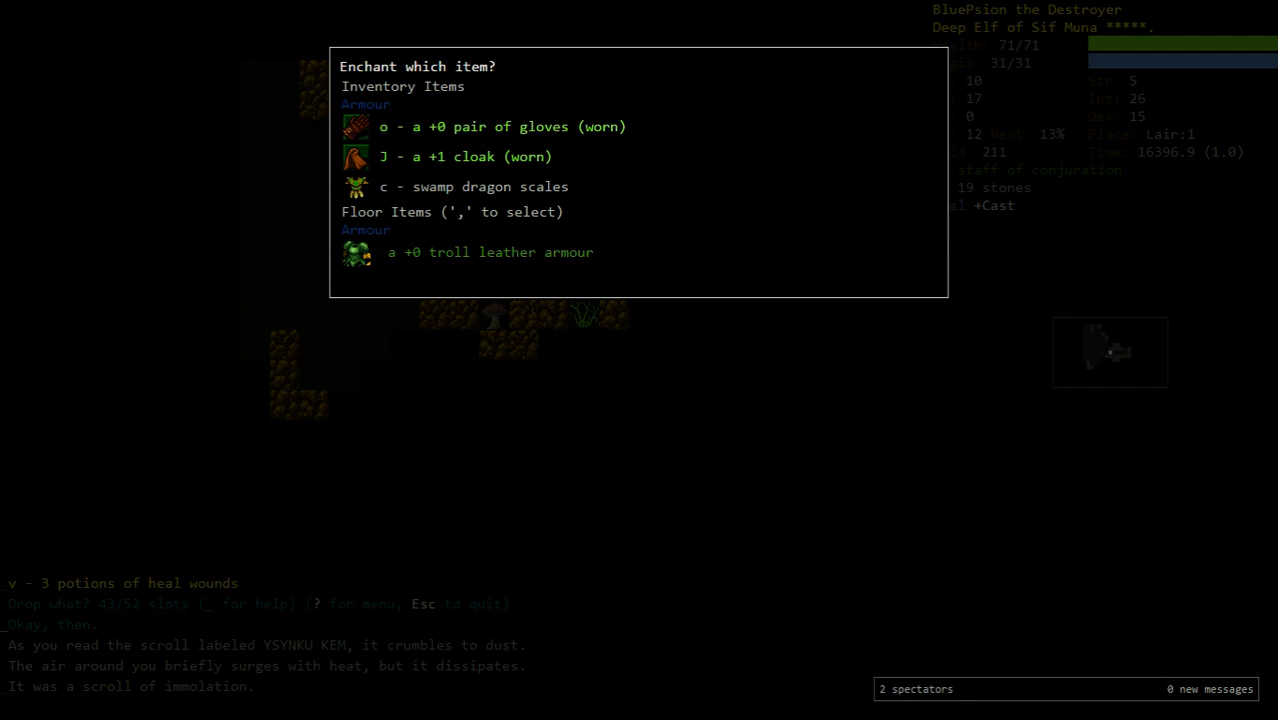 BluePsion the Destroyer
Deep Elf of Sif Muna *****.
71/71
31/31
10 Str: 5
17 Int: 26
0 Dex: 15
12 Next: 13% Place: Lair:1
211 Time: 16396.9 (1.0)
staff of conjuration
19 stones
+Cast
Enchant which item?
Inventory Items
Armour
o - a +0 pair of gloves (worn)
J - a +1 cloak (worn)
c - swamp dragon scales
Floor Items (',' to select)
Armour
a +0 troll leather armour
v - 3 potions of heal wounds
Drop what? 43/52 slots (_ for help) (? for menu, Esc to quit)
_Okay, then.
As you read the scroll labeled YSYNKU KEM, it crumbles to dust.
The air around you briefly surges with heat, but it dissipates.
It was a scroll of immolation.
2 spectators 0 new messages